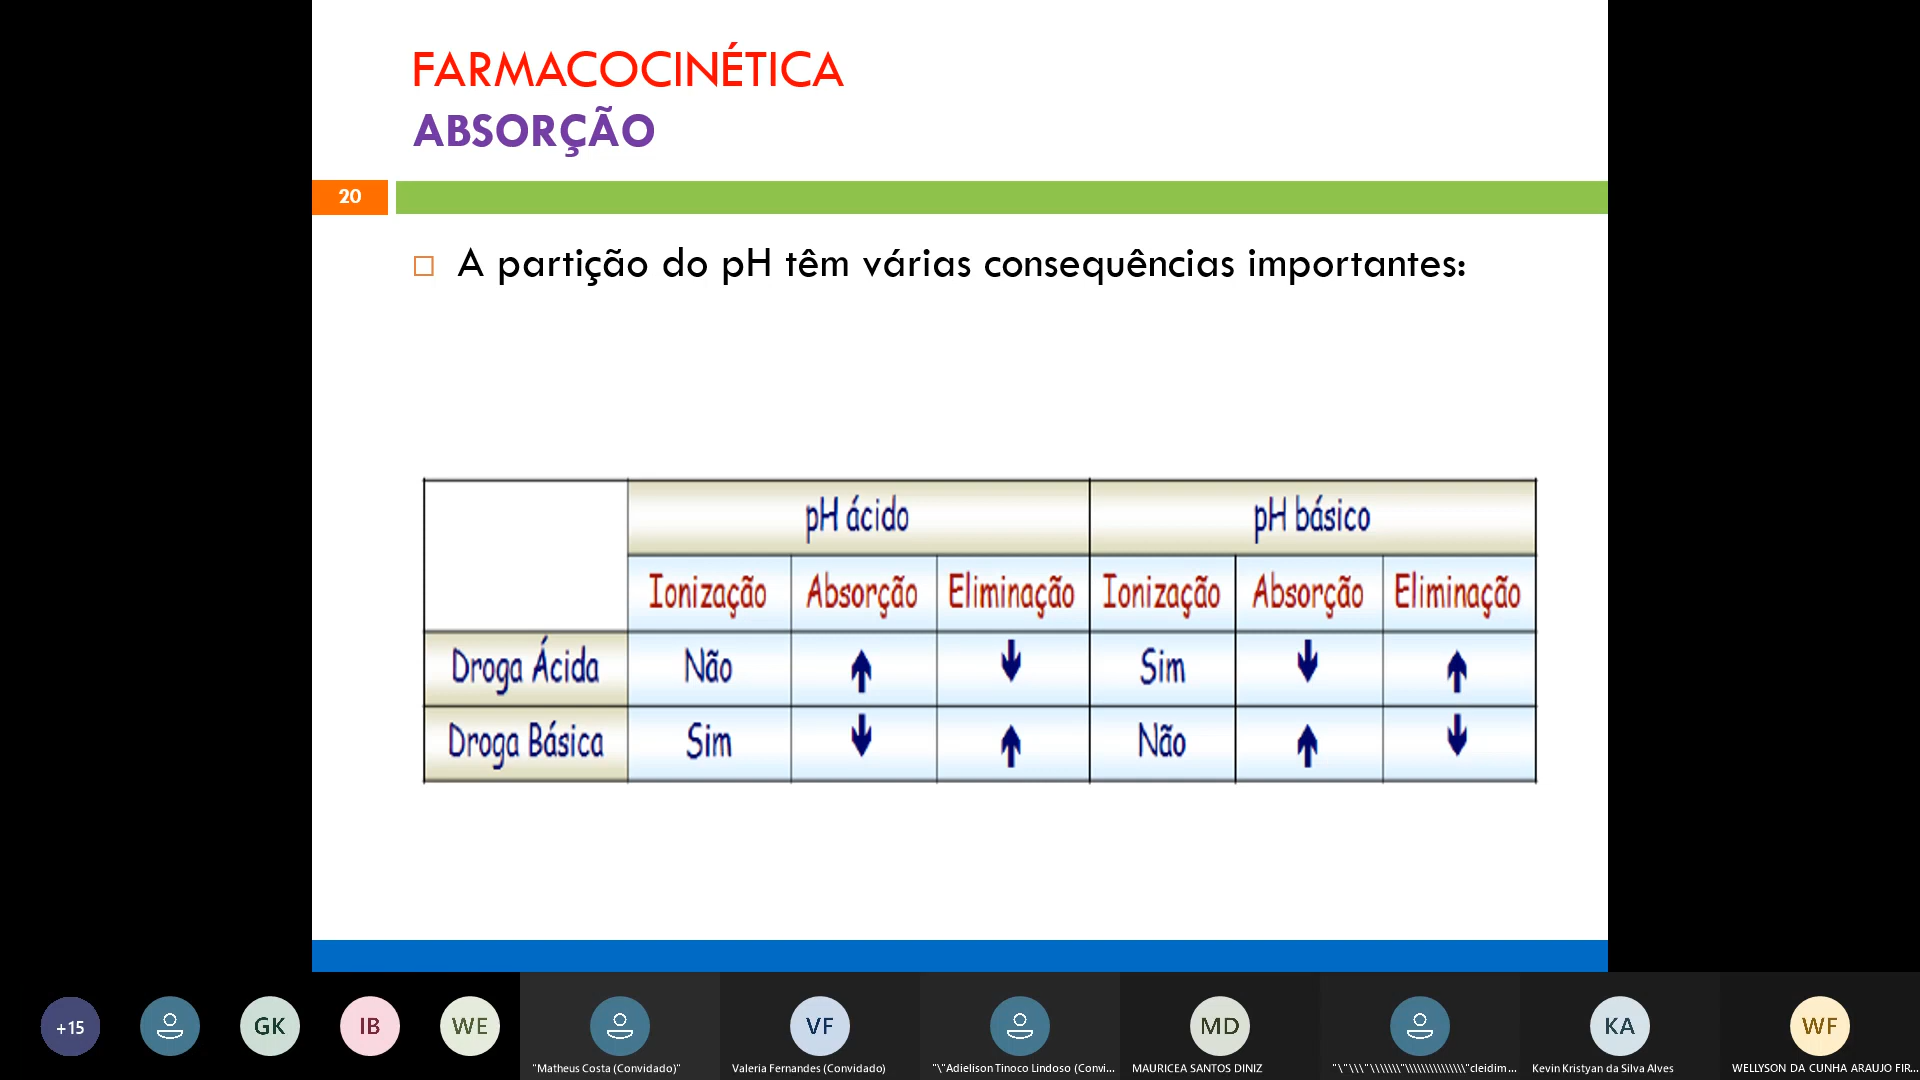 FARMACOCINÉTICA
ABSORÇÃO
20
A partição do pH têm várias consequências importantes:
pH ácido pH básico
Ionização Absorção Eliminação Ionização Absorção Eliminação
Droga Ácida Não ↑ ↓ Sim ↓ ↑
Droga Básica Sim ↓ ↑ Não ↑ ↓
+15 GK IB WE VF MD KA WF
"Matheus Costa (Convidado)" Valeria Fernandes (Convidado) "\"Adielison Tinoco Lindoso (Convi... MAURICEA SANTOS DINIZ cleidim... Kevin Kristyan da Silva Alves WELLYSON DA CUNHA ARAUJO FIR...